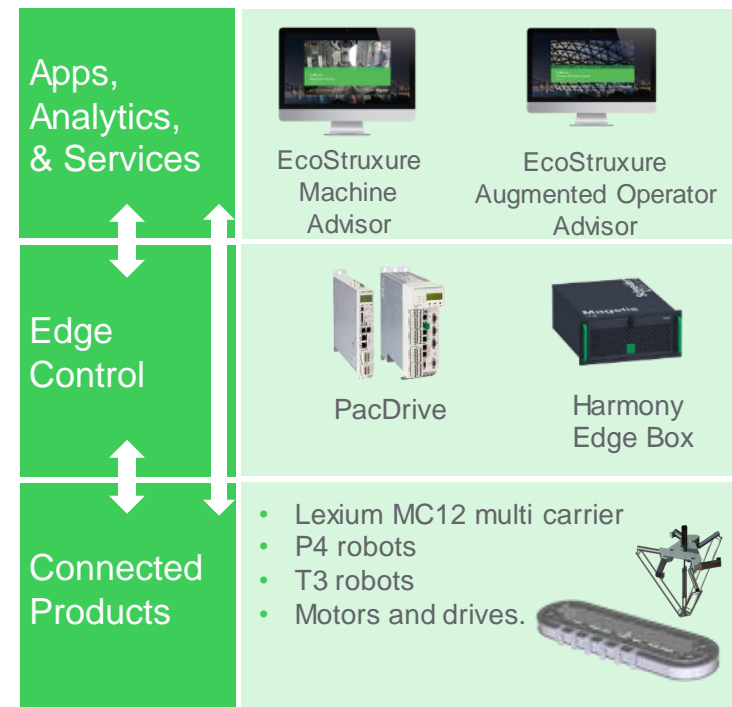 Apps,
Analytics,
& Services
EcoStruxure
Machine
Advisor
EcoStruxure
Augmented Operator
Advisor
Edge
Control
Magelis
PacDrive
Harmony
Edge Box
Connected
Products
• Lexium MC12 multi carrier
• P4 robots
• T3 robots
• Motors and drives.